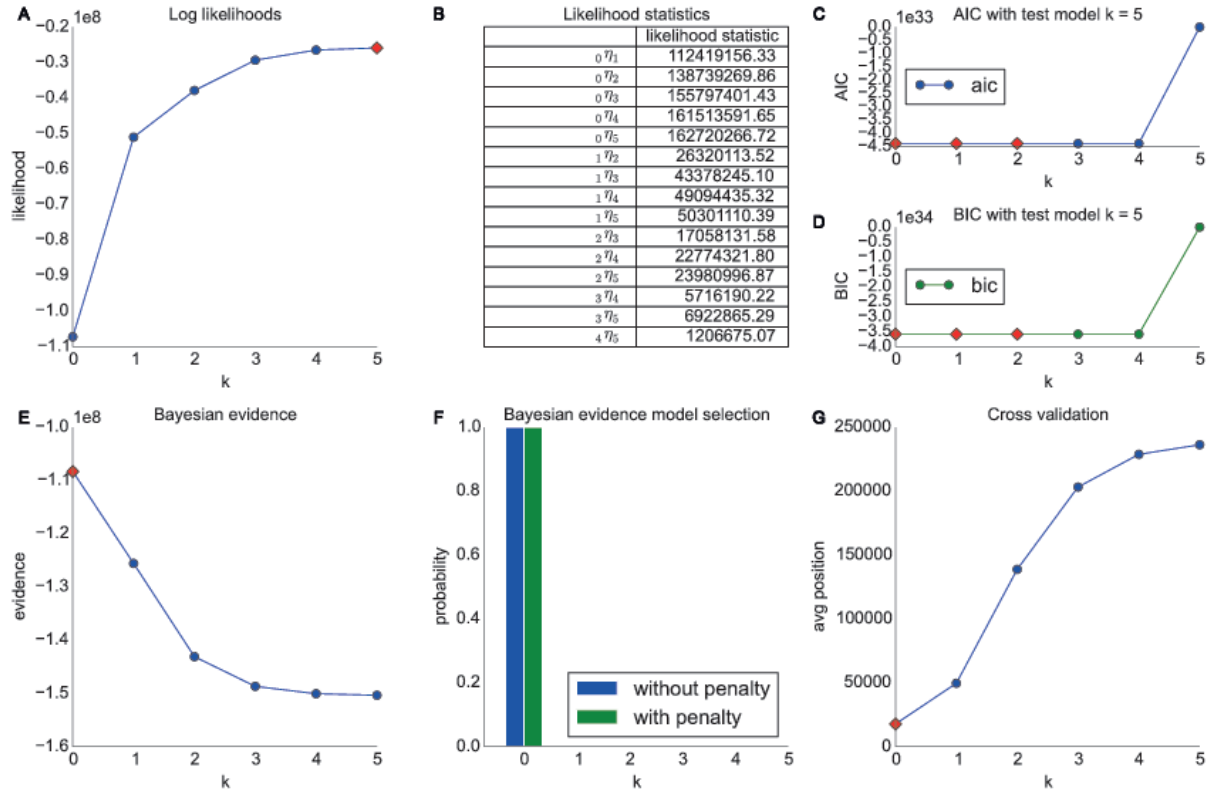 A
Log likelihoods
1e8
−0.2
−0.3
−0.4
−0.5
−0.6
−0.7
−0.8
−0.9
−1.0
−1.1
likelihood
0 1 2 3 4 5
k
B
Likelihood statistics
likelihood statistic
₀η₁ 112419156.33
₀η₂ 138739269.86
₀η₃ 155797401.43
₀η₄ 161513591.65
₀η₅ 162720266.72
₁η₂ 26320113.52
₁η₃ 43378245.10
₁η₄ 49094435.32
₁η₅ 50301110.39
₂η₃ 17058131.58
₂η₄ 22774321.80
₂η₅ 23980996.87
₃η₄ 5716190.22
₃η₅ 6922865.29
₄η₅ 1206675.07
C
1e33 AIC with test model k = 5
0.0
−0.5
−1.0
−1.5
−2.0
−2.5
−3.0
−3.5
−4.0
−4.5
AIC
aic
0 1 2 3 4 5
k
D
1e34 BIC with test model k = 5
0.0
−0.5
−1.0
−1.5
−2.0
−2.5
−3.0
−3.5
−4.0
BIC
bic
0 1 2 3 4 5
k
E
1e8 Bayesian evidence
−1.0
−1.1
−1.2
−1.3
−1.4
−1.5
−1.6
evidence
0 1 2 3 4 5
k
F
Bayesian evidence model selection
1.0
0.8
0.6
0.4
0.2
0.0
probability
without penalty
with penalty
0 1 2 3 4 5
k
G
Cross validation
250000
200000
150000
100000
50000
0
avg position
0 1 2 3 4 5
k